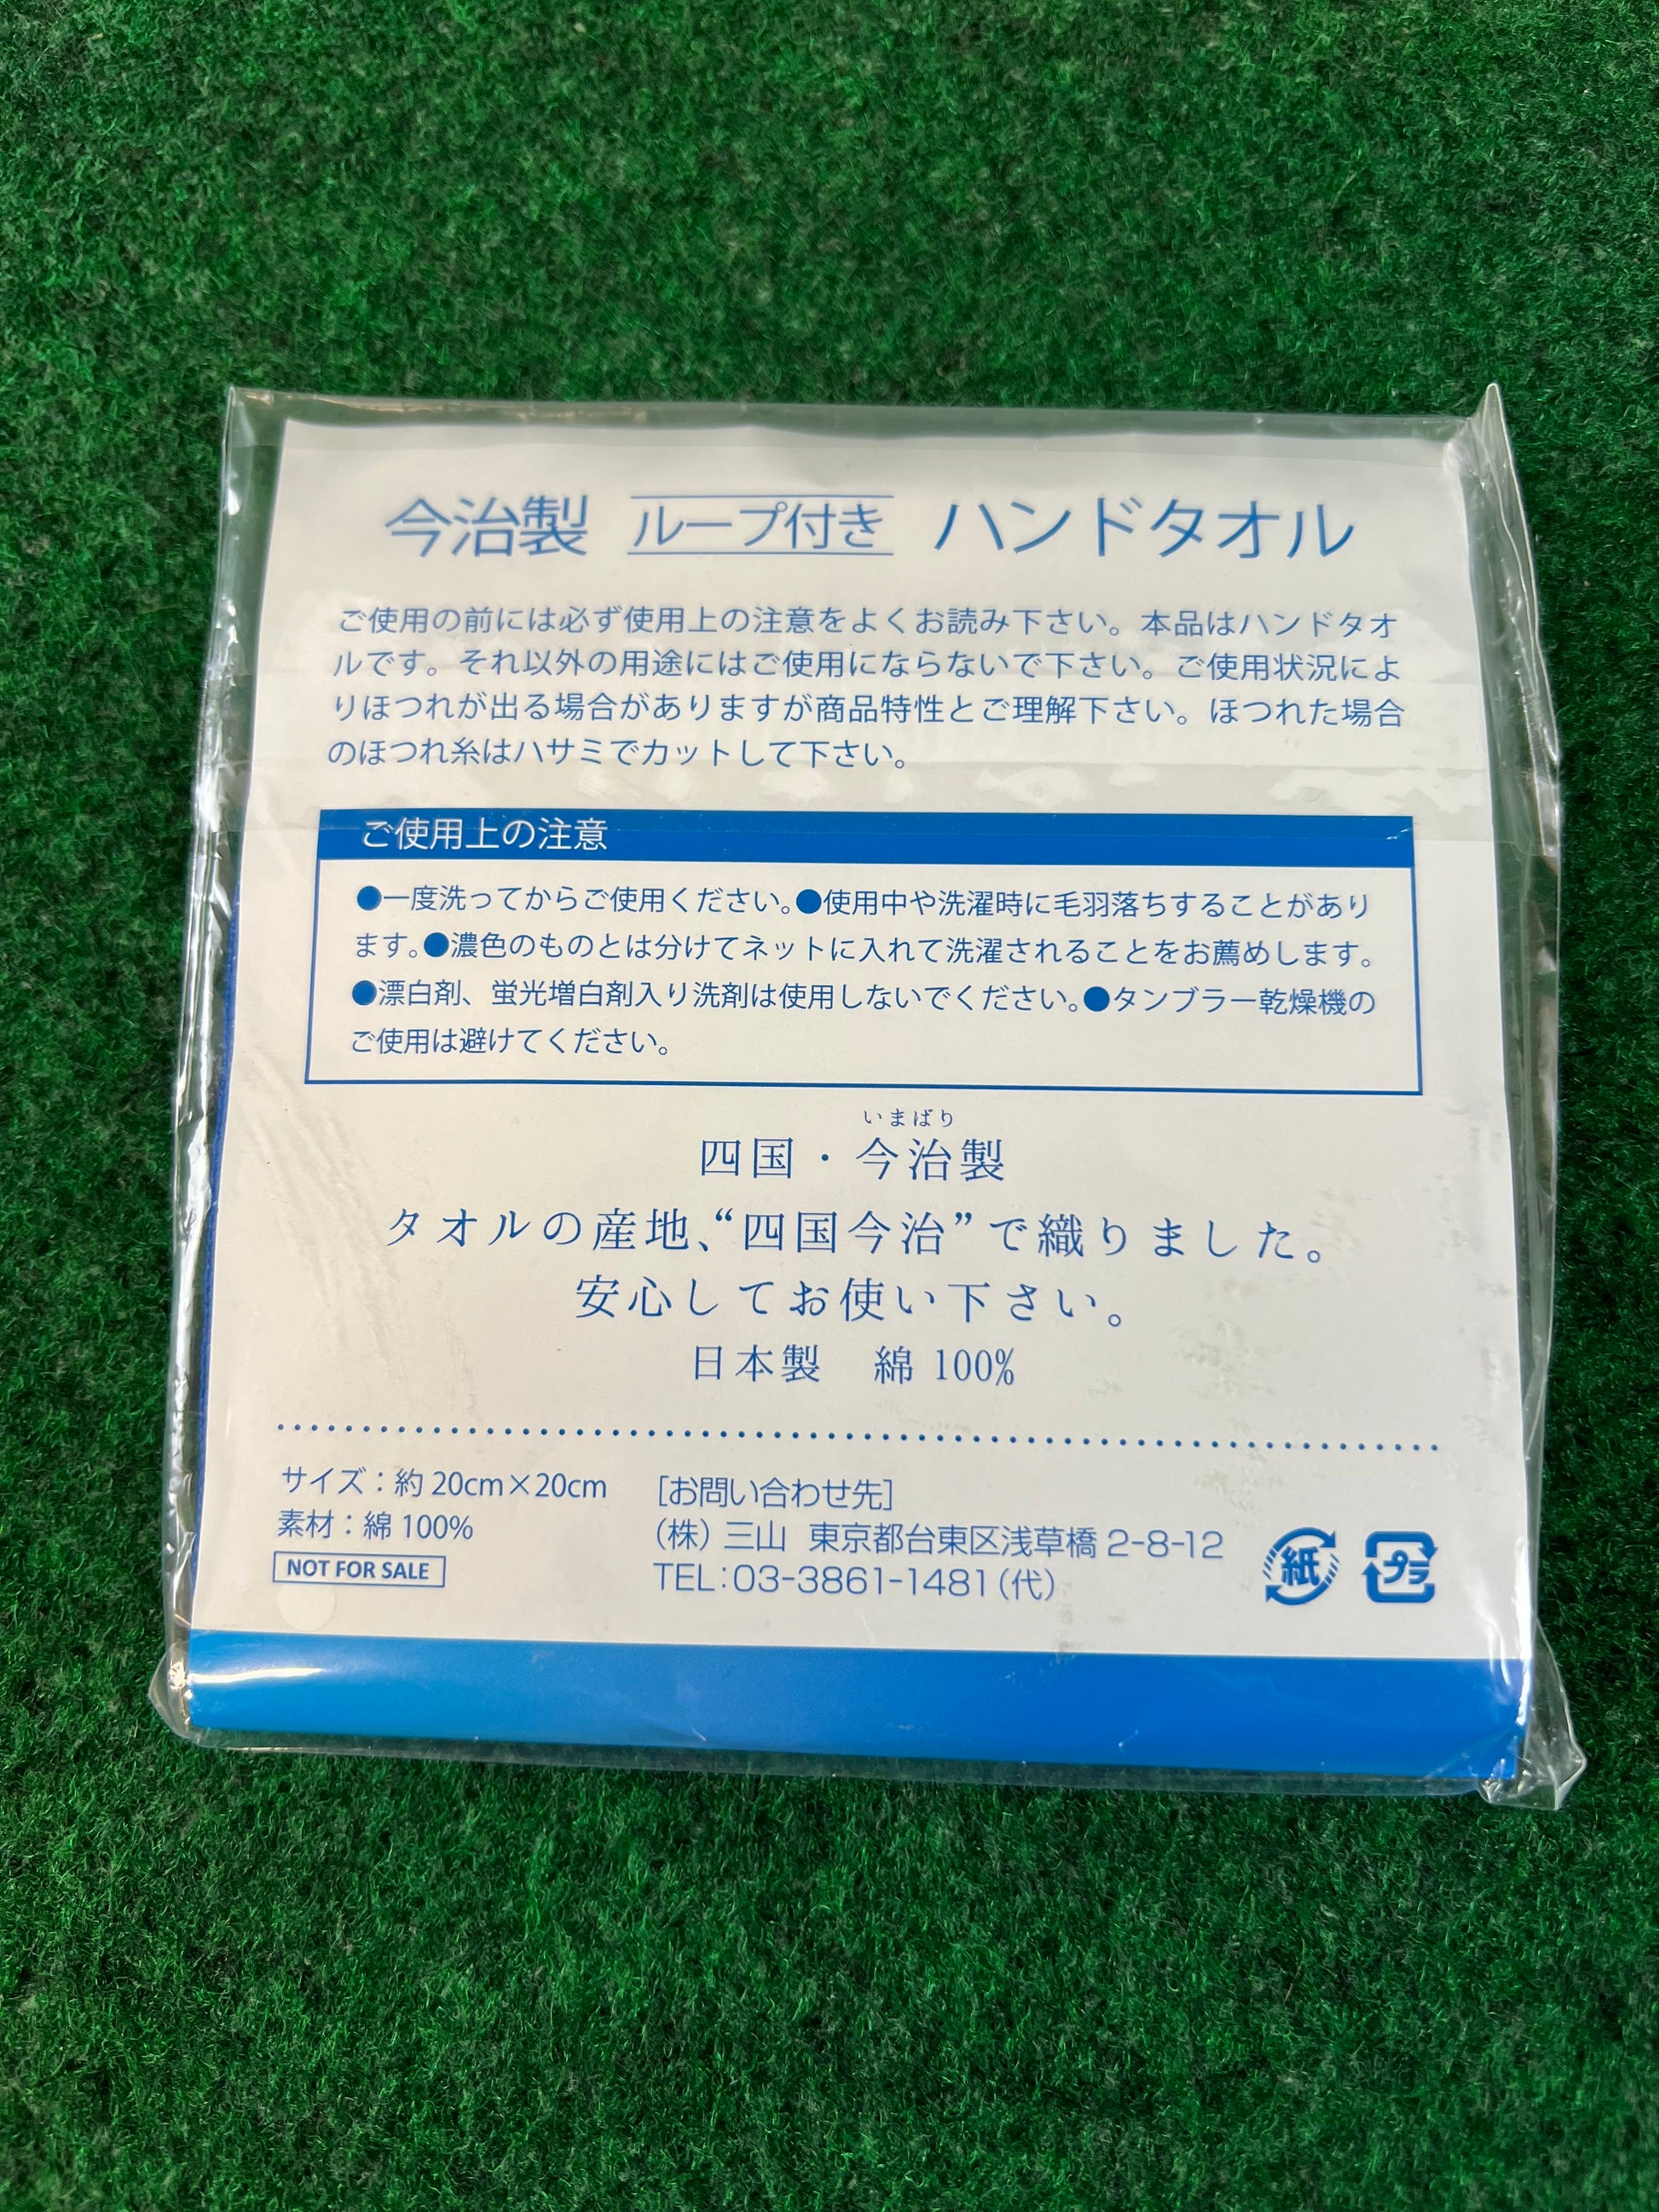 今治製 ループ付き ハンドタオル
ご使用の前には必ず使用上の注意をよくお読み下さい。本品はハンドタオ
ルです。それ以外の用途にはご使用にならないで下さい。ご使用状況によ
りほつれが出る場合がありますが商品特性とご理解下さい。ほつれた場合
のほつれ糸はハサミでカットして下さい。
ご使用上の注意
●一度洗ってからご使用ください。●使用中や洗濯時に毛羽落ちすることがあり
ます。●濃色のものとは分けてネットに入れて洗濯されることをお薦めします。
●漂白剤、蛍光増白剤入り洗剤は使用しないでください。●タンブラー乾燥機の
ご使用は避けてください。
いまばり
四国・今治製
タオルの産地、“四国今治”で織りました。
安心してお使い下さい。
日本製 綿 100%
サイズ：約 20cm×20cm
素材：綿 100%
NOT FOR SALE
[お問い合わせ先]
（株）三山 東京都台東区浅草橋 2-8-12
TEL：03-3861-1481（代）
紙
プラ